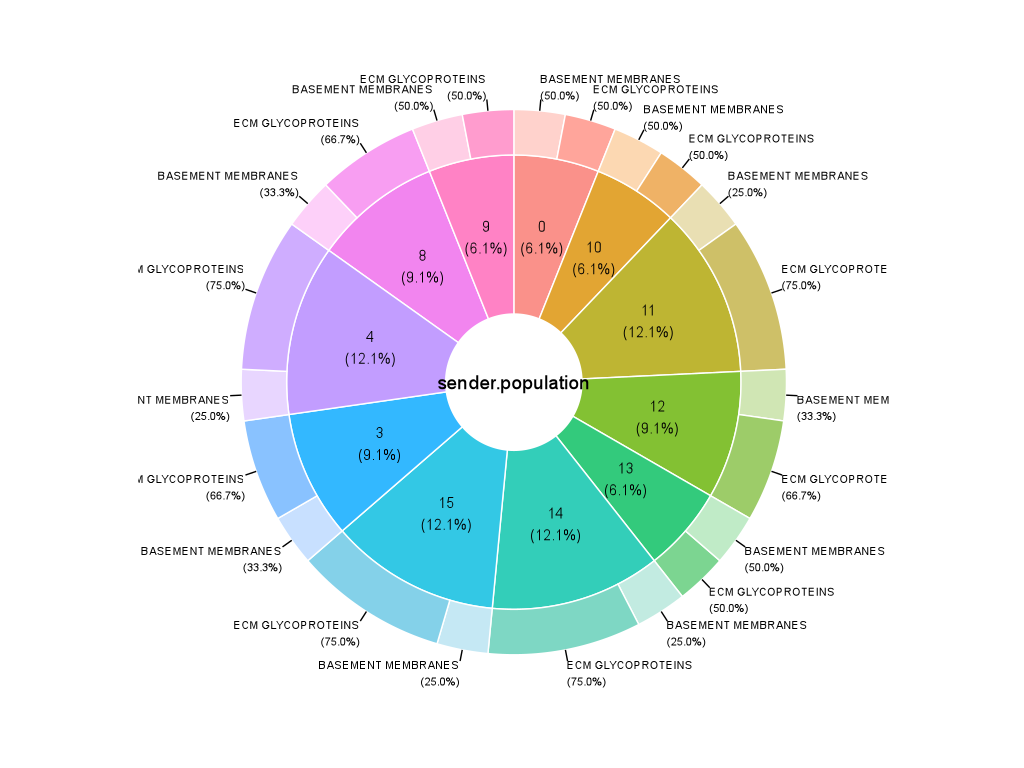 ECM GLYCOPROTEINS
(50.0%)
BASEMENT MEMBRANES
(50.0%)
BASEMENT MEMBRANES
(50.0%)
ECM GLYCOPROTEINS
(50.0%)
BASEMENT MEMBRANES
(50.0%)
ECM GLYCOPROTEINS
(50.0%)
BASEMENT MEMBRANES
(25.0%)
ECM GLYCOPROTE
(75.0%)
BASEMENT MEM
(33.3%)
ECM GLYCOPROTE
(66.7%)
BASEMENT MEMBRANES
(50.0%)
ECM GLYCOPROTEINS
(50.0%)
BASEMENT MEMBRANES
(25.0%)
ECM GLYCOPROTEINS
(75.0%)
BASEMENT MEMBRANES
(25.0%)
ECM GLYCOPROTEINS
(75.0%)
BASEMENT MEMBRANES
(33.3%)
M GLYCOPROTEINS
(66.7%)
NT MEMBRANES
(25.0%)
M GLYCOPROTEINS
(75.0%)
BASEMENT MEMBRANES
(33.3%)
ECM GLYCOPROTEINS
(66.7%)
0
(6.1%)
10
(6.1%)
11
(12.1%)
12
(9.1%)
13
(6.1%)
14
(12.1%)
15
(12.1%)
3
(9.1%)
4
(12.1%)
8
(9.1%)
9
(6.1%)
sender.population